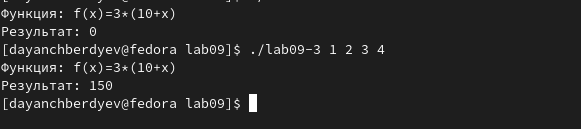 Функция: f(x)=3*(10+x)
Результат: 0
[dayanchberdyev@fedora lab09]$ ./lab09-3 1 2 3 4
Функция: f(x)=3*(10+x)
Результат: 150
[dayanchberdyev@fedora lab09]$